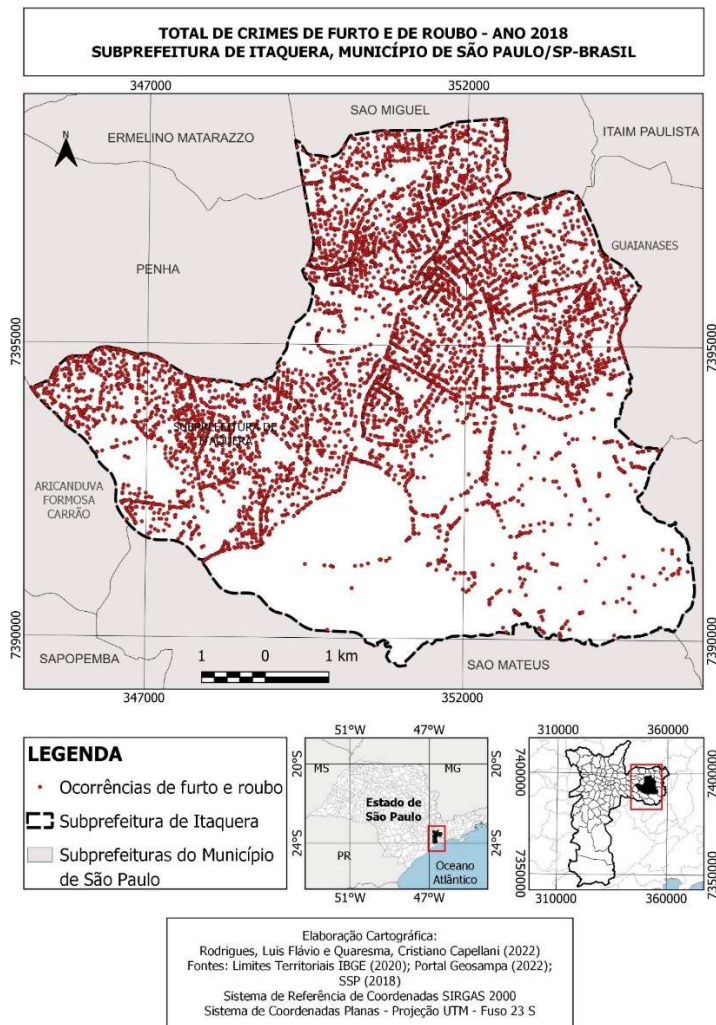 TOTAL DE CRIMES DE FURTO E DE ROUBO - ANO 2018
SUBPREFEITURA DE ITAQUERA, MUNICÍPIO DE SÃO PAULO/SP-BRASIL
347000
352000
SAO MIGUEL
ERMELINO MATARAZZO
ITAIM PAULISTA
N
GUAIANASES
PENHA
7395000
7395000
SUBPREFEITURA DE
ITAQUERA
ARICANDUVA
FORMOSA
CARRÃO
7390000
7390000
SAPOPEMBA
1 0 1 km
SAO MATEUS
347000
352000
LEGENDA
Ocorrências de furto e roubo
Subprefeitura de Itaquera
Subprefeituras do Município
de São Paulo
51°W
47°W
20°S
20°S
MS
MG
Estado de
São Paulo
24°S
24°S
PR
Oceano
Atlântico
51°W
47°W
310000
360000
7400000
7400000
7350000
7350000
310000
360000
Elaboração Cartográfica:
Rodrigues, Luis Flávio e Quaresma, Cristiano Capellani (2022)
Fontes: Limites Territoriais IBGE (2020); Portal Geosampa (2022);
SSP (2018)
Sistema de Referência de Coordenadas SIRGAS 2000
Sistema de Coordenadas Planas - Projeção UTM - Fuso 23 S